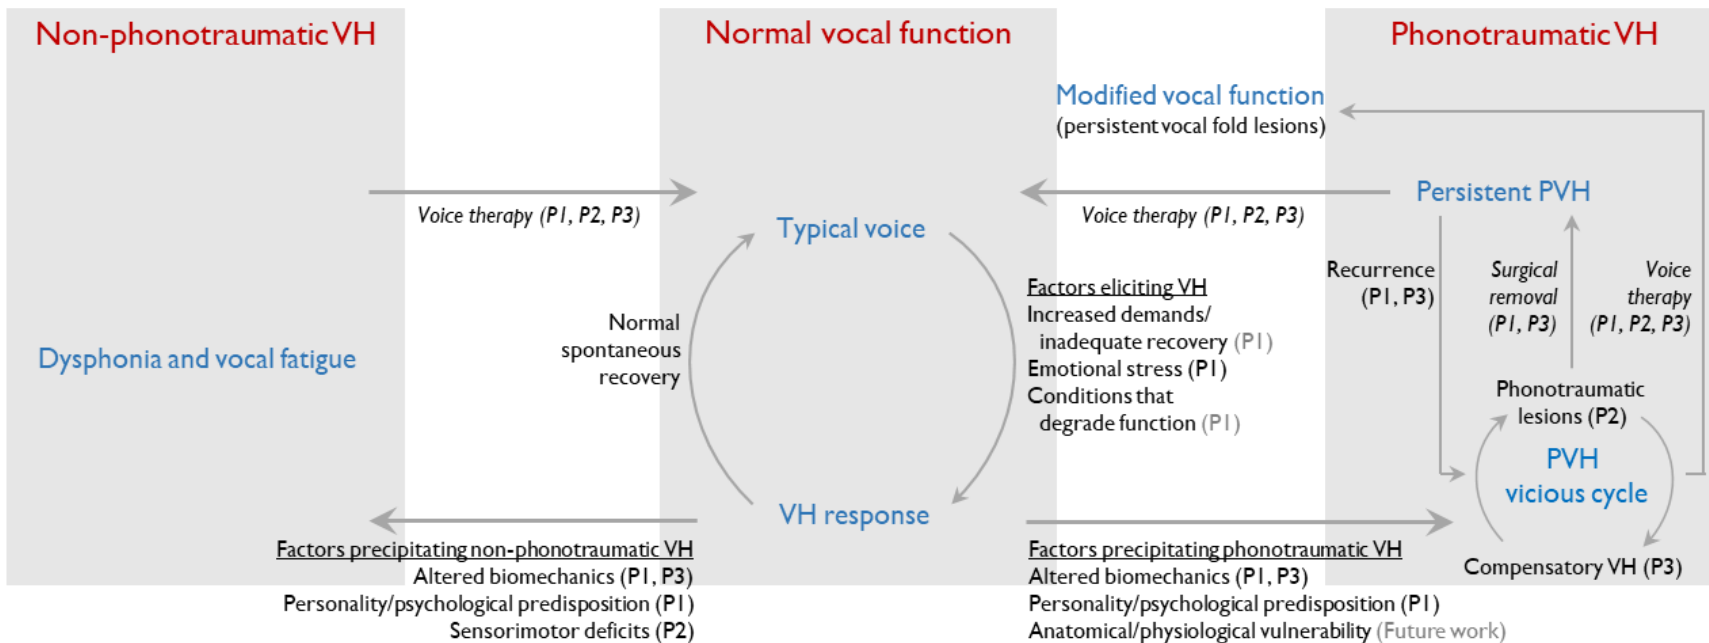 Non-phonotraumatic VH
Normal vocal function
Phonotraumatic VH
Modified vocal function
(persistent vocal fold lesions)
Voice therapy (P1, P2, P3)
Voice therapy (P1, P2, P3)
Persistent PVH
Typical voice
Dysphonia and vocal fatigue
Normal
spontaneous
recovery
Factors eliciting VH
Increased demands/
inadequate recovery (P1)
Emotional stress (P1)
Conditions that
degrade function (P1)
Recurrence
(P1, P3)
Surgical
removal
(P1, P3)
Voice
therapy
(P1, P2, P3)
Phonotraumatic
lesions (P2)
PVH
vicious cycle
Compensatory VH (P3)
VH response
Factors precipitating non-phonotraumatic VH
Altered biomechanics (P1, P3)
Personality/psychological predisposition (P1)
Sensorimotor deficits (P2)
Factors precipitating phonotraumatic VH
Altered biomechanics (P1, P3)
Personality/psychological predisposition (P1)
Anatomical/physiological vulnerability (Future work)